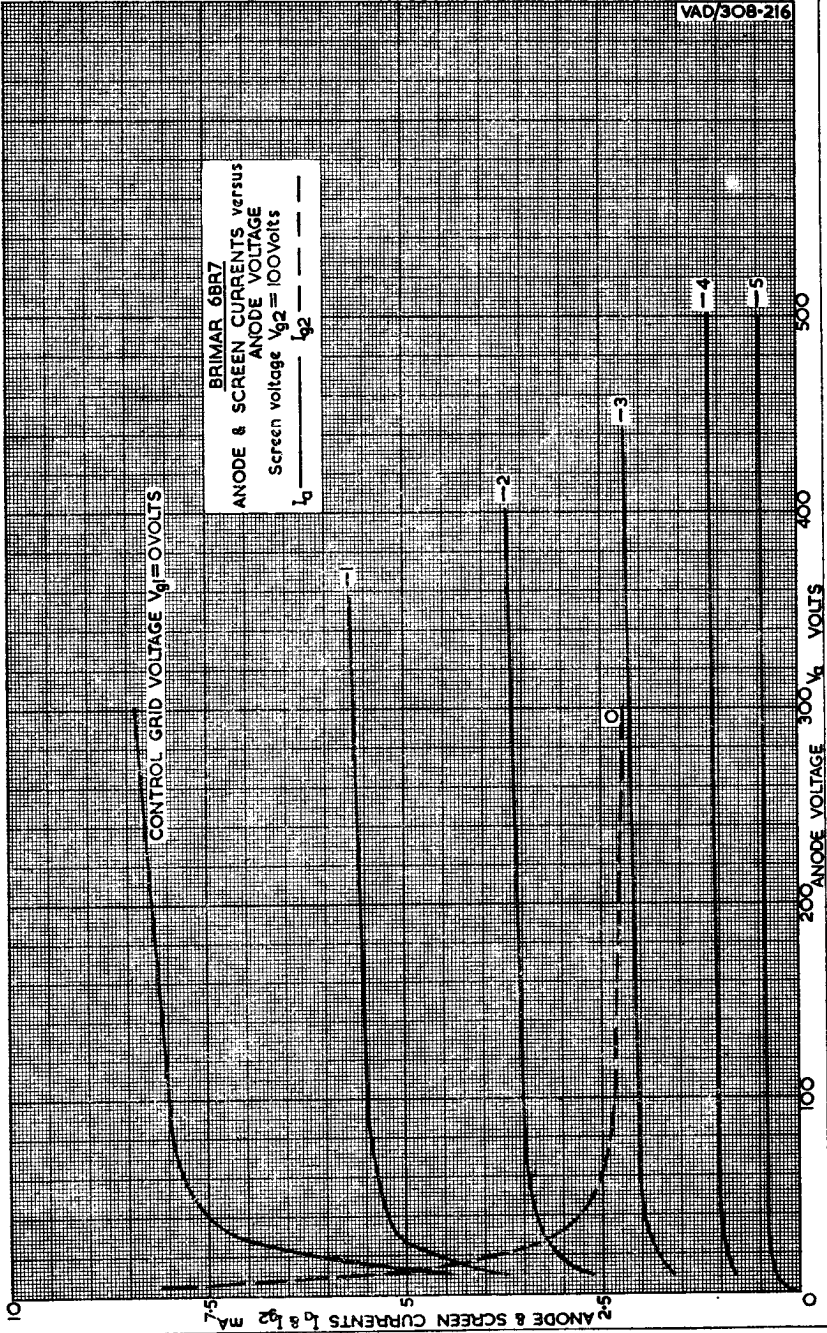 VAD/308-216
BRIMAR 6BR7
ANODE & SCREEN CURRENTS versus
ANODE VOLTAGE
Screen voltage Vg2 = 100Volts
Ia
Ig2
CONTROL GRID VOLTAGE Vg1=0VOLTS
-1
-2
-3
-4
-5
0
10
7·5
5
2·5
0
ANODE & SCREEN CURRENTS Ia & Ig2 mA
100
200
300
400
500
ANODE VOLTAGE Va VOLTS